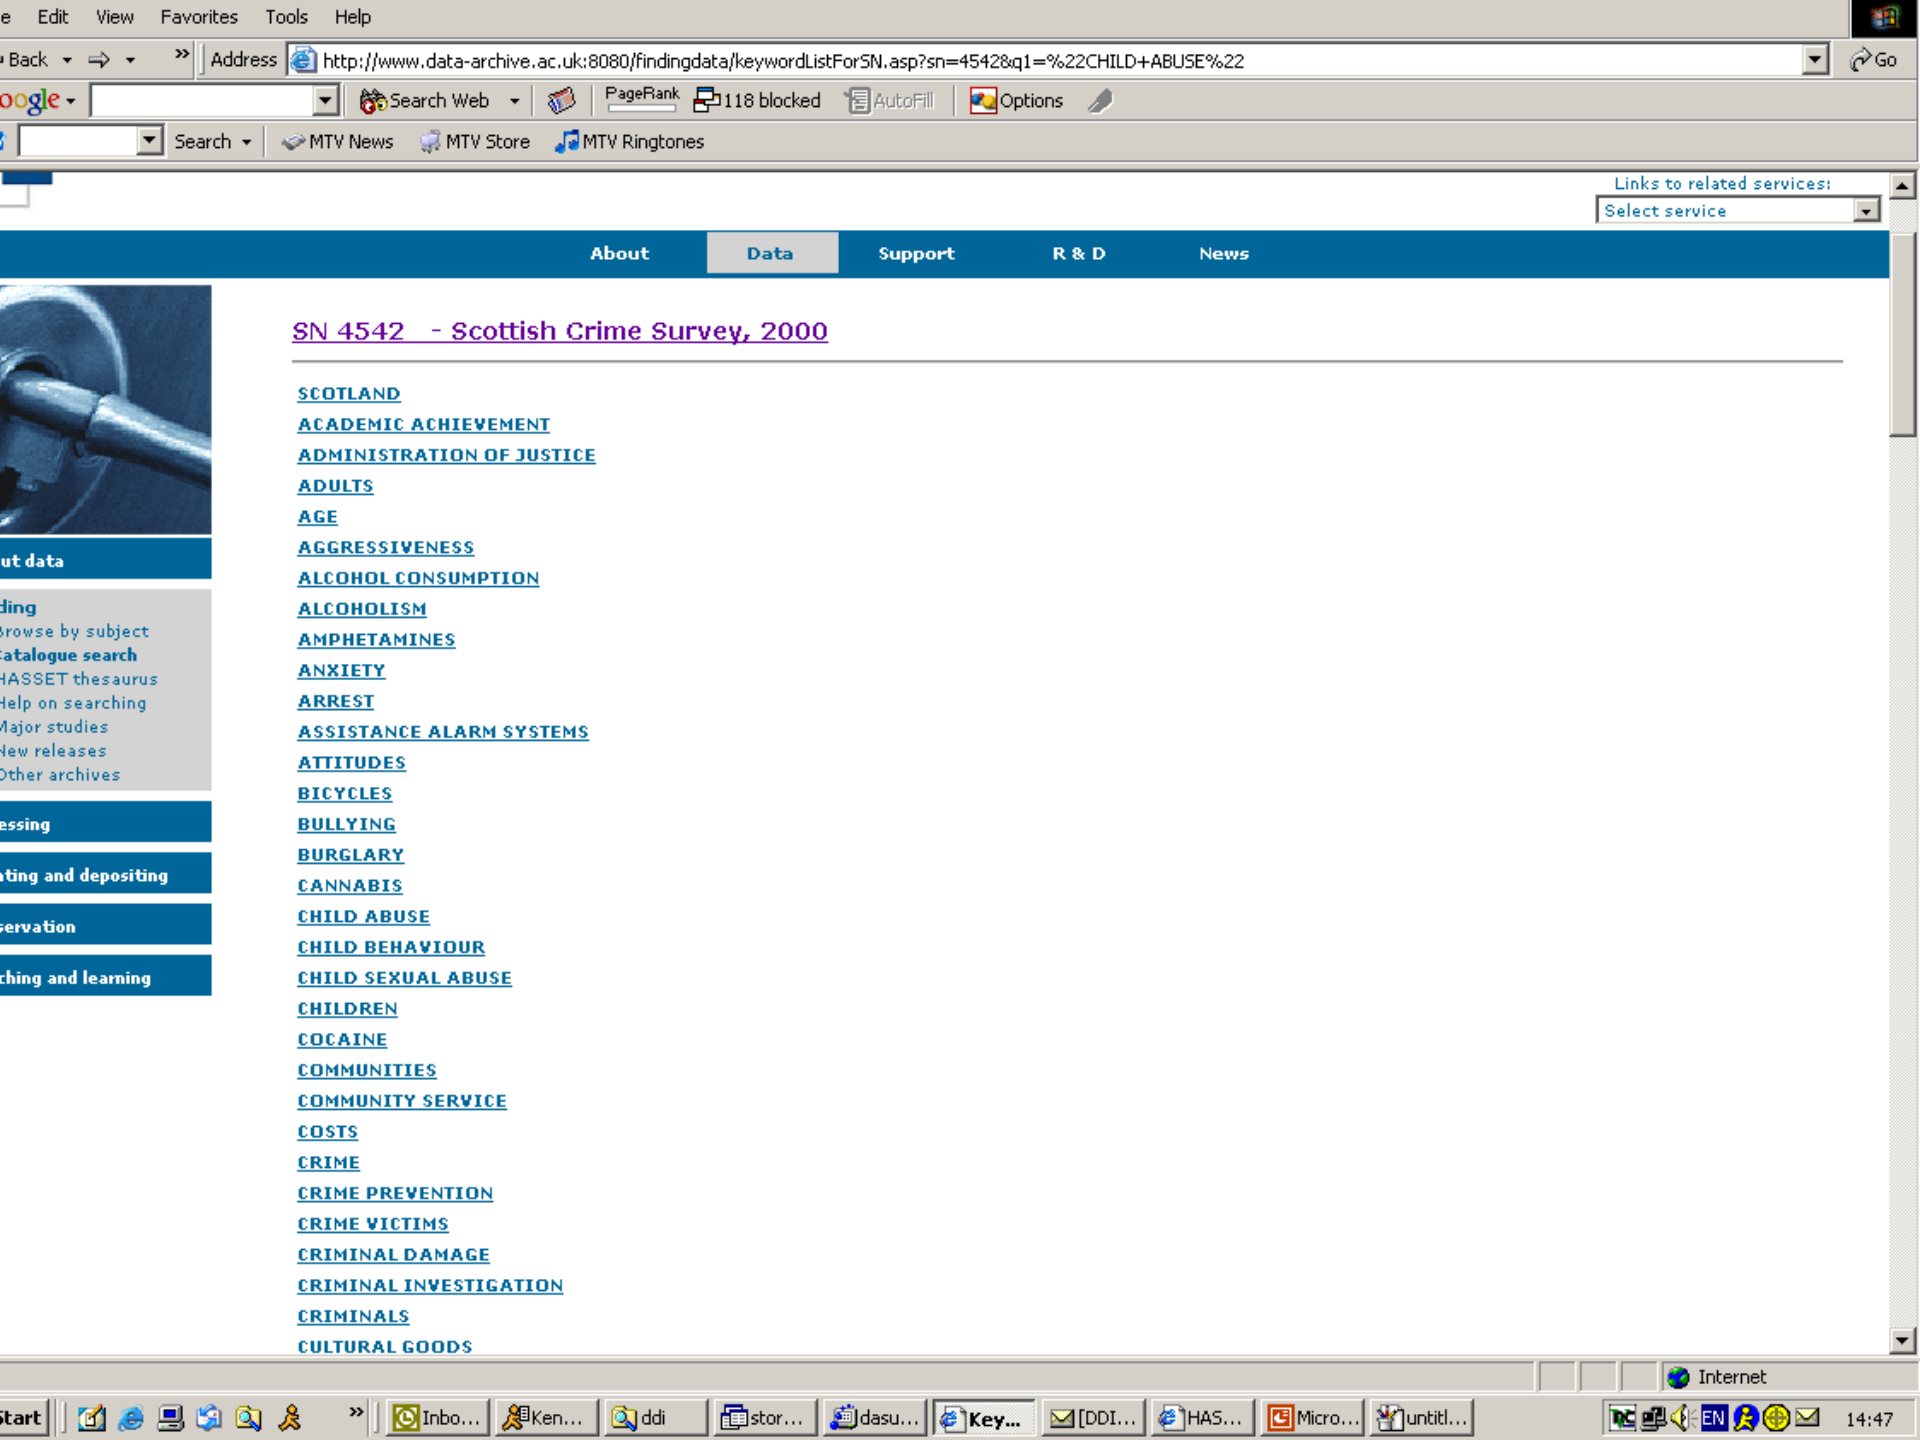 e Edit View Favorites Tools Help
Back » Address http://www.data-archive.ac.uk:8080/findingdata/keywordListForSN.asp?sn=4542&q1=%22CHILD+ABUSE%22 Go
oogle Search Web PageRank 118 blocked AutoFill Options
Search MTV News MTV Store MTV Ringtones
Links to related services:
Select service
About Data Support R & D News
SN 4542 - Scottish Crime Survey, 2000
SCOTLAND
ACADEMIC ACHIEVEMENT
ADMINISTRATION OF JUSTICE
ADULTS
AGE
AGGRESSIVENESS
ALCOHOL CONSUMPTION
ALCOHOLISM
AMPHETAMINES
ANXIETY
ARREST
ASSISTANCE ALARM SYSTEMS
ATTITUDES
BICYCLES
BULLYING
BURGLARY
CANNABIS
CHILD ABUSE
CHILD BEHAVIOUR
CHILD SEXUAL ABUSE
CHILDREN
COCAINE
COMMUNITIES
COMMUNITY SERVICE
COSTS
CRIME
CRIME PREVENTION
CRIME VICTIMS
CRIMINAL DAMAGE
CRIMINAL INVESTIGATION
CRIMINALS
CULTURAL GOODS
ut data
ding
Browse by subject
Catalogue search
HASSET thesaurus
Help on searching
Major studies
New releases
Other archives
essing
ating and depositing
servation
ching and learning
Internet
Start » Inbo... Ken... ddi stor... dasu... Key... [DDI... HAS... Micro... untitl... EN 14:47